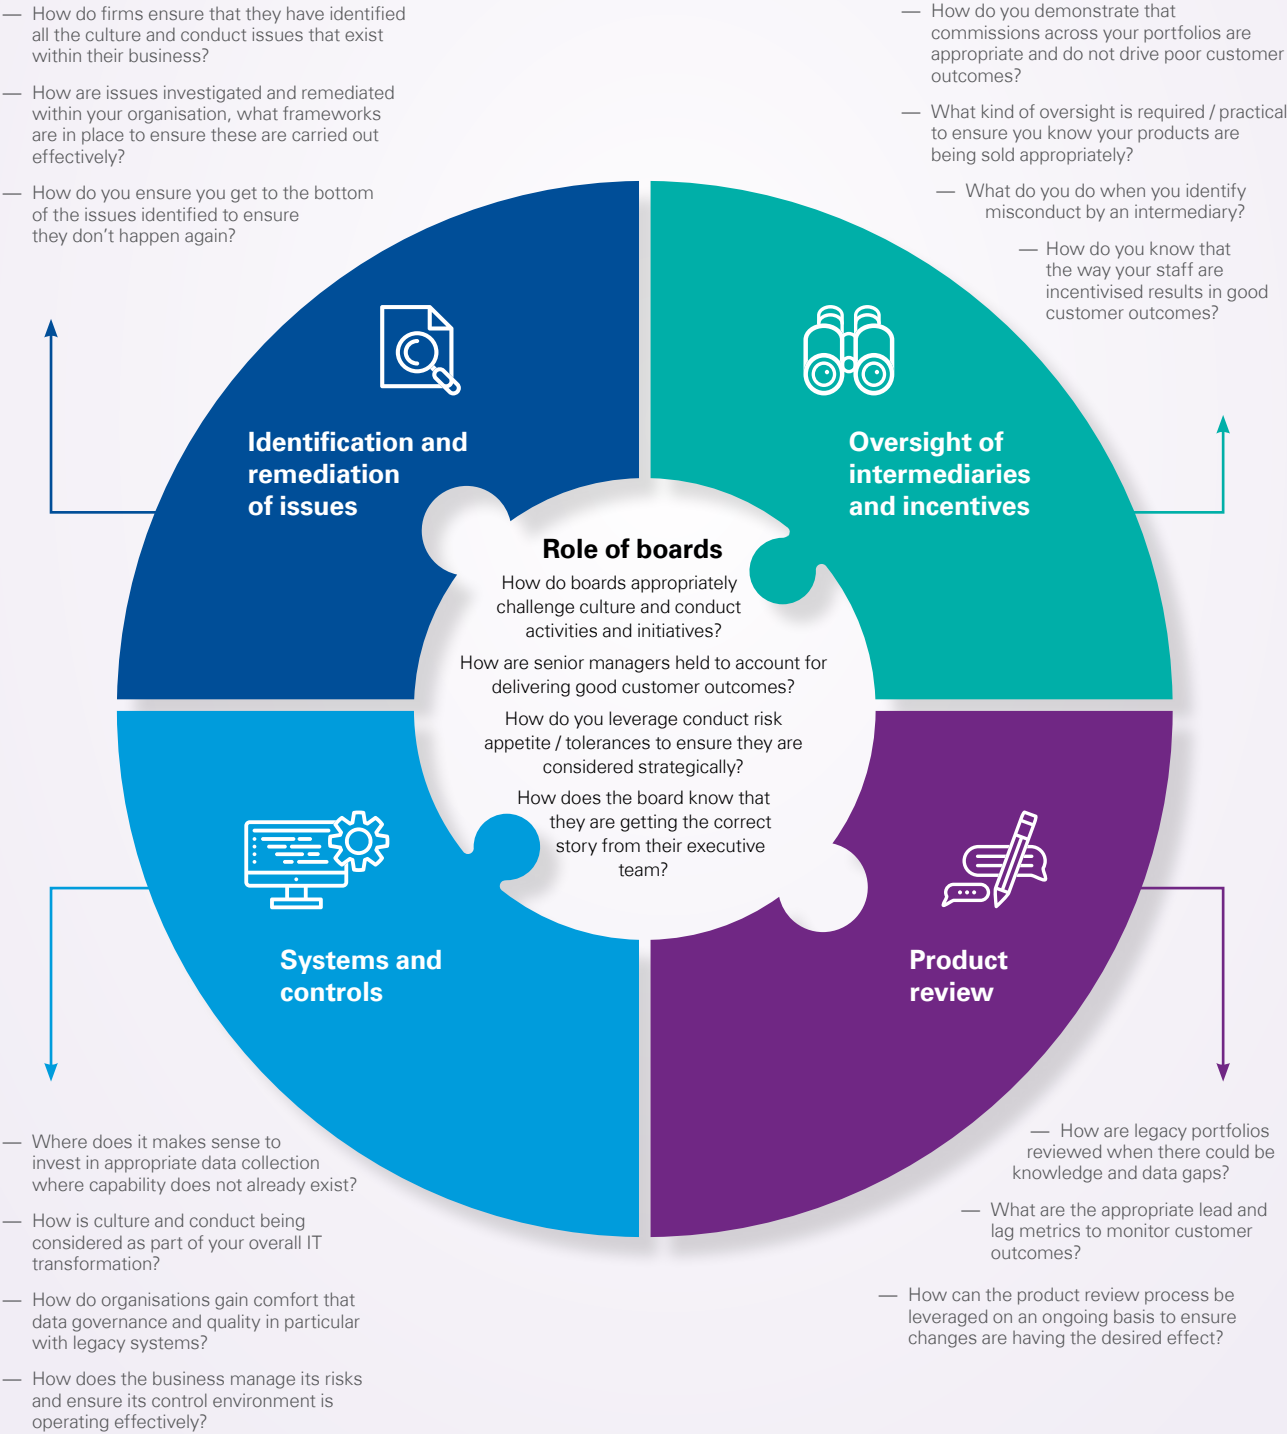 — How do firms ensure that they have identified
all the culture and conduct issues that exist
within their business?
— How are issues investigated and remediated
within your organisation, what frameworks
are in place to ensure these are carried out
effectively?
— How do you ensure you get to the bottom
of the issues identified to ensure
they don’t happen again?
— How do you demonstrate that
commissions across your portfolios are
appropriate and do not drive poor customer
outcomes?
— What kind of oversight is required / practical
to ensure you know your products are
being sold appropriately?
— What do you do when you identify
misconduct by an intermediary?
— How do you know that
the way your staff are
incentivised results in good
customer outcomes?
Identification and
remediation
of issues
Oversight of
intermediaries
and incentives
Role of boards
How do boards appropriately
challenge culture and conduct
activities and initiatives?
How are senior managers held to account for
delivering good customer outcomes?
How do you leverage conduct risk
appetite / tolerances to ensure they are
considered strategically?
How does the board know that
they are getting the correct
story from their executive
team?
Systems and
controls
Product
review
— Where does it makes sense to
invest in appropriate data collection
where capability does not already exist?
— How is culture and conduct being
considered as part of your overall IT
transformation?
— How do organisations gain comfort that
data governance and quality in particular
with legacy systems?
— How does the business manage its risks
and ensure its control environment is
operating effectively?
— How are legacy portfolios
reviewed when there could be
knowledge and data gaps?
— What are the appropriate lead and
lag metrics to monitor customer
outcomes?
— How can the product review process be
leveraged on an ongoing basis to ensure
changes are having the desired effect?